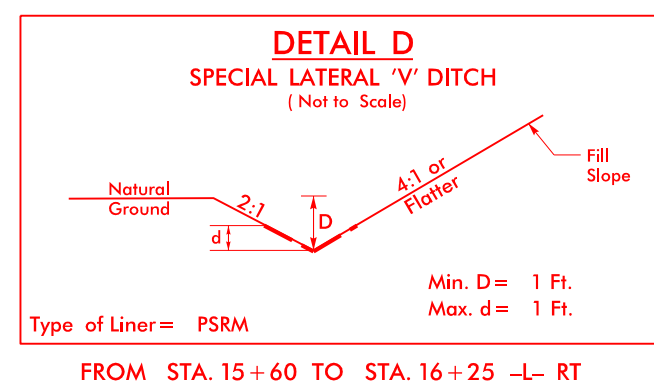 DETAIL D
SPECIAL LATERAL 'V' DITCH
( Not to Scale)
Natural
Ground
2:1
D
d
4:1 or
Flatter
Fill
Slope
Min. D= 1 Ft.
Max. d= 1 Ft.
Type of Liner= PSRM
FROM STA. 15+60 TO STA. 16+25 -L- RT